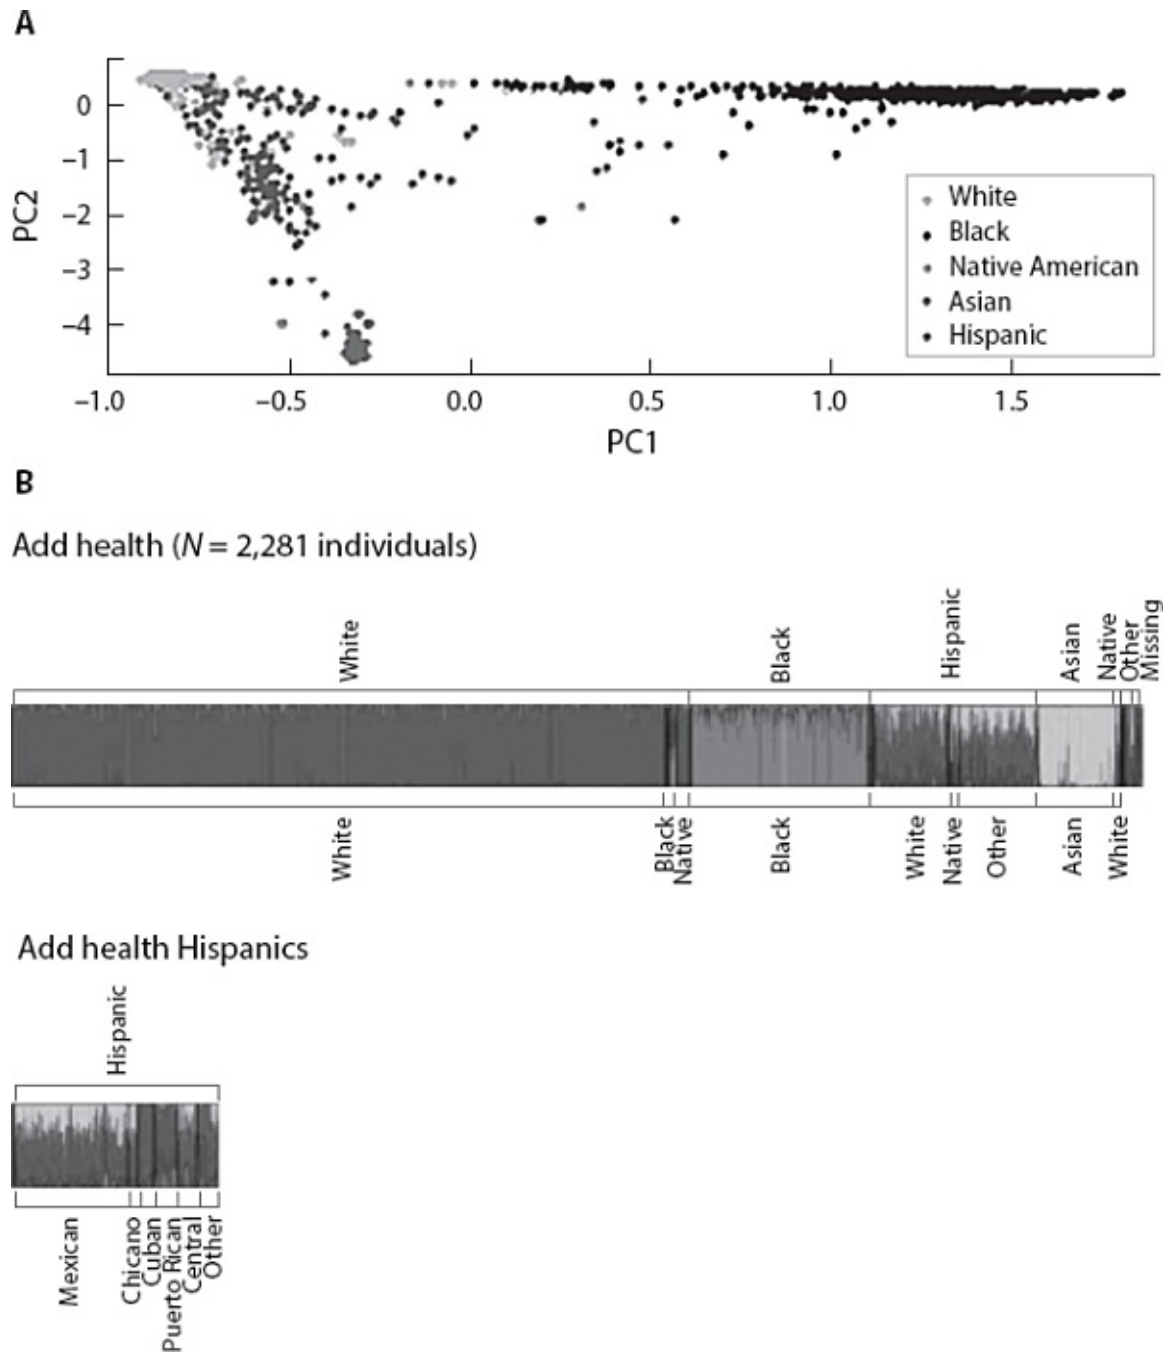 A
0
−1
−2
−3
−4
PC2
−1.0 −0.5 0.0 0.5 1.0 1.5
PC1
White
Black
Native American
Asian
Hispanic
B
Add health (N = 2,281 individuals)
White Black Hispanic Asian Native Other Missing
White Black Native Black White Native Other Asian White
Add health Hispanics
Hispanic
Mexican Chicano Cuban Puerto Rican Central Other